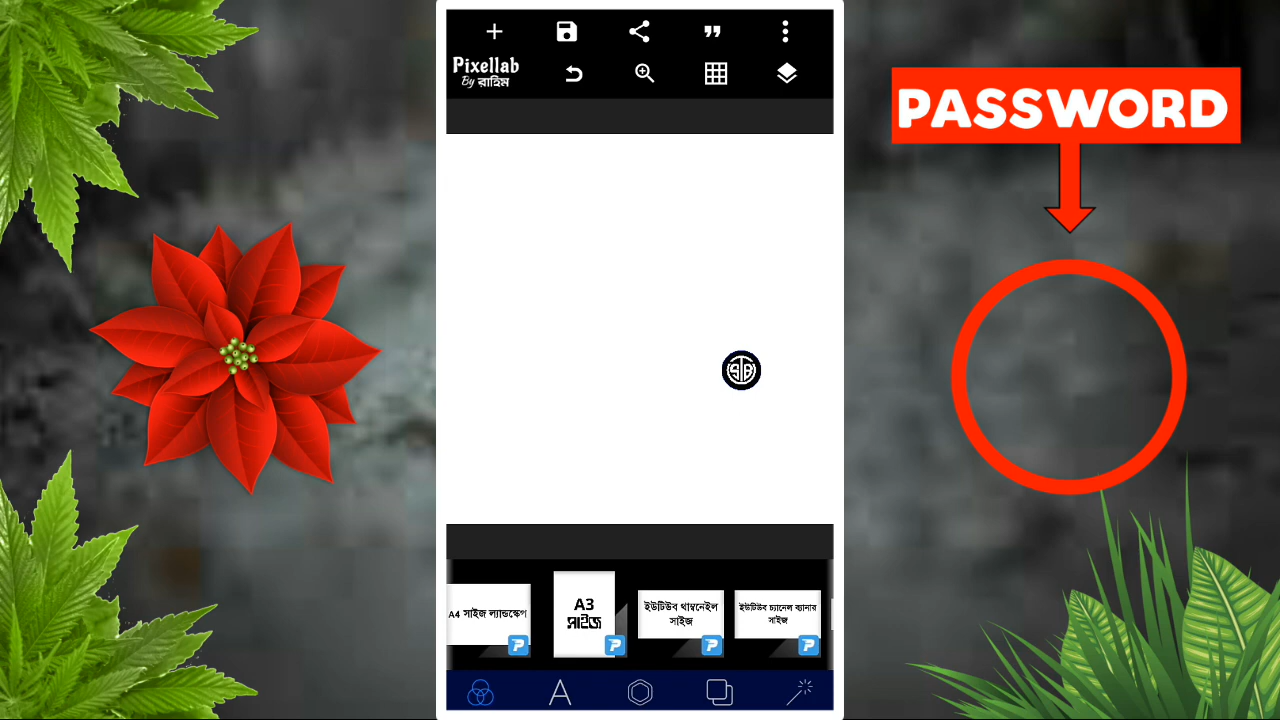 Pixellab
By রাহিম
PASSWORD
A4 সাইজ ল্যান্ডস্কেপ
A3
সাইজ
ইউটিউব থাম্বনেইল
সাইজ
ইউটিউব চ্যানেল ব্যানার
সাইজ